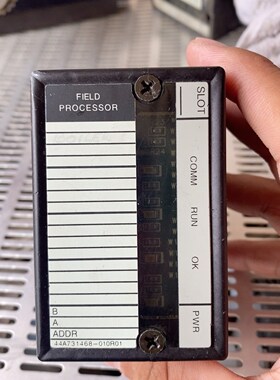 FIELD
PROCESSOR
B
A
ADDR
44A731468-010R01
SLOT
COMM
RUN
OK
PWR